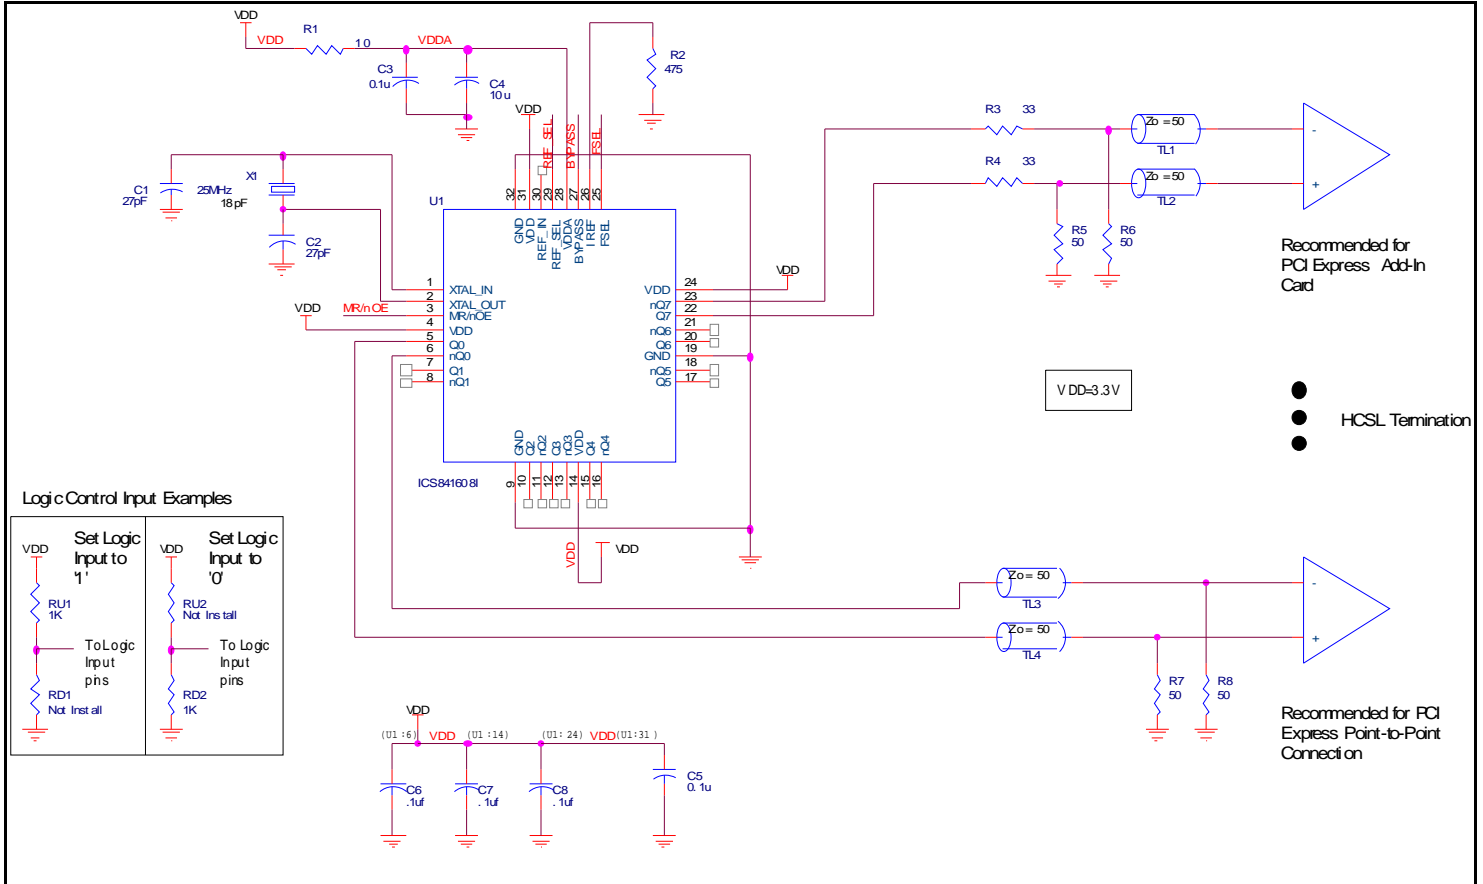 VDD
VDD
R1
10
VDDA
C3
0.1u
C4
10u
R2
475
VDD
REF_SEL
BYPASS
FSEL
R3 33
R4 33
Zo = 50
TL1
Zo = 50
TL2
-
+
R5
50
R6
50
Recommended for
PCI Express Add-In
Card
C1
27pF
X1
25MHz
18pF
C2
27pF
U1
32
31
30
29
28
27
26
25
GND
VDD
REF_IN
REF_SEL
VDDA
BYPASS
IREF
FSEL
1
XTAL_IN
2
XTAL_OUT
3
MR/nOE
4
VDD
5
Q0
6
nQ0
7
Q1
8
nQ1
VDD
MR/nOE
24
VDD
23
nQ7
22
Q7
21
nQ6
20
Q6
19
GND
18
nQ5
17
Q5
VDD
GND
Q2
nQ2
Q3
nQ3
VDD
Q4
nQ4
9
10
11
12
13
14
15
16
ICS841608I
VDD
VDD
VDD=3.3V
HCSL Termination
Logic Control Input Examples
VDD
Set Logic
Input to
'1'
RU1
1K
To Logic
Input
pins
RD1
Not Install
VDD
Set Logic
Input to
'0'
RU2
Not Install
To Logic
Input
pins
RD2
1K
Zo = 50
TL3
Zo = 50
TL4
-
+
R7
50
R8
50
Recommended for PCI
Express Point-to-Point
Connection
VDD
(U1:6)
VDD
(U1:14)
(U1:24)
VDD
(U1:31)
C6
.1uf
C7
.1uf
C8
.1uf
C5
0.1u